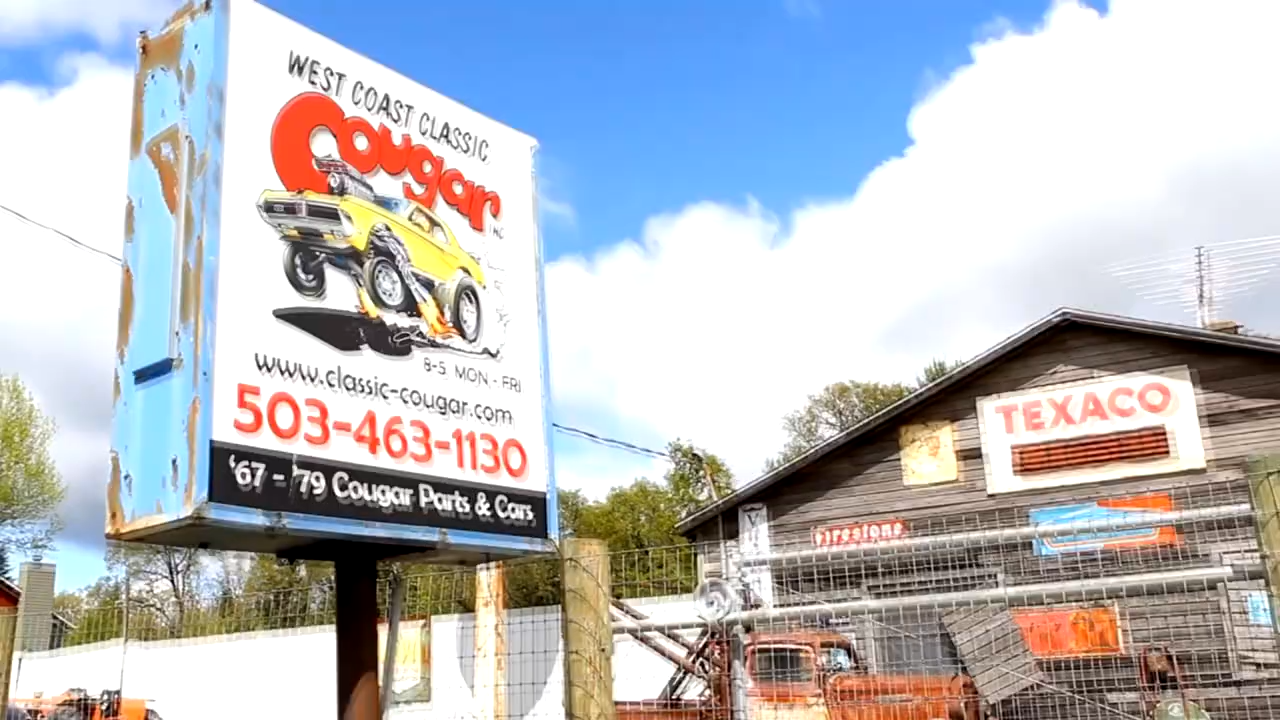 WEST COAST CLASSIC
Cougar
INC
8-5 MON - FRI
www.classic-cougar.com
503-463-1130
'67 - '79 Cougar Parts & Cars
TEXACO
Firestone